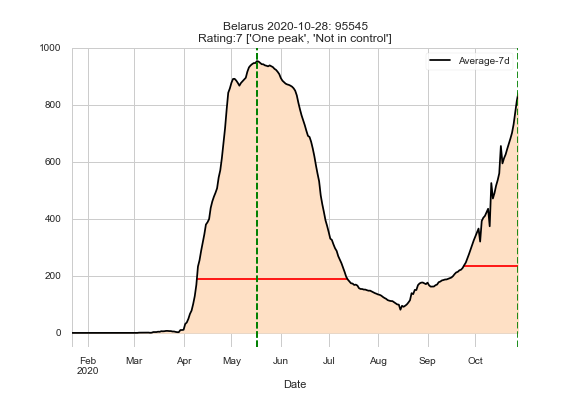 Belarus 2020-10-28: 95545
Rating:7 ['One peak', 'Not in control']
1000
Average-7d
800
600
400
200
0
Feb Mar Apr May Jun Jul Aug Sep Oct
2020
Date